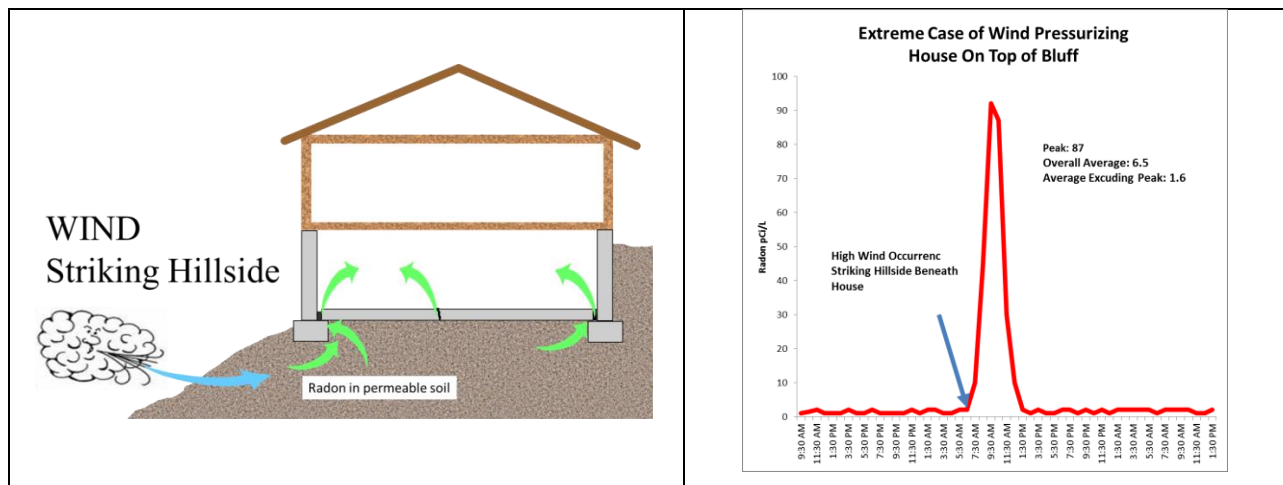 WIND
Striking Hillside
Radon in permeable soil
Extreme Case of Wind Pressurizing
House On Top of Bluff
Radon pCi/L
100
90
80
70
60
50
40
30
20
10
0
Peak: 87
Overall Average: 6.5
Average Excuding Peak: 1.6
High Wind Occurrenc
Striking Hillside Beneath
House
9:30 AM
11:30 AM
1:30 PM
3:30 PM
5:30 PM
7:30 PM
9:30 PM
11:30 PM
1:30 AM
3:30 AM
5:30 AM
7:30 AM
9:30 AM
11:30 AM
1:30 PM
3:30 PM
5:30 PM
7:30 PM
9:30 PM
11:30 PM
1:30 AM
3:30 AM
5:30 AM
7:30 AM
9:30 AM
11:30 AM
1:30 PM